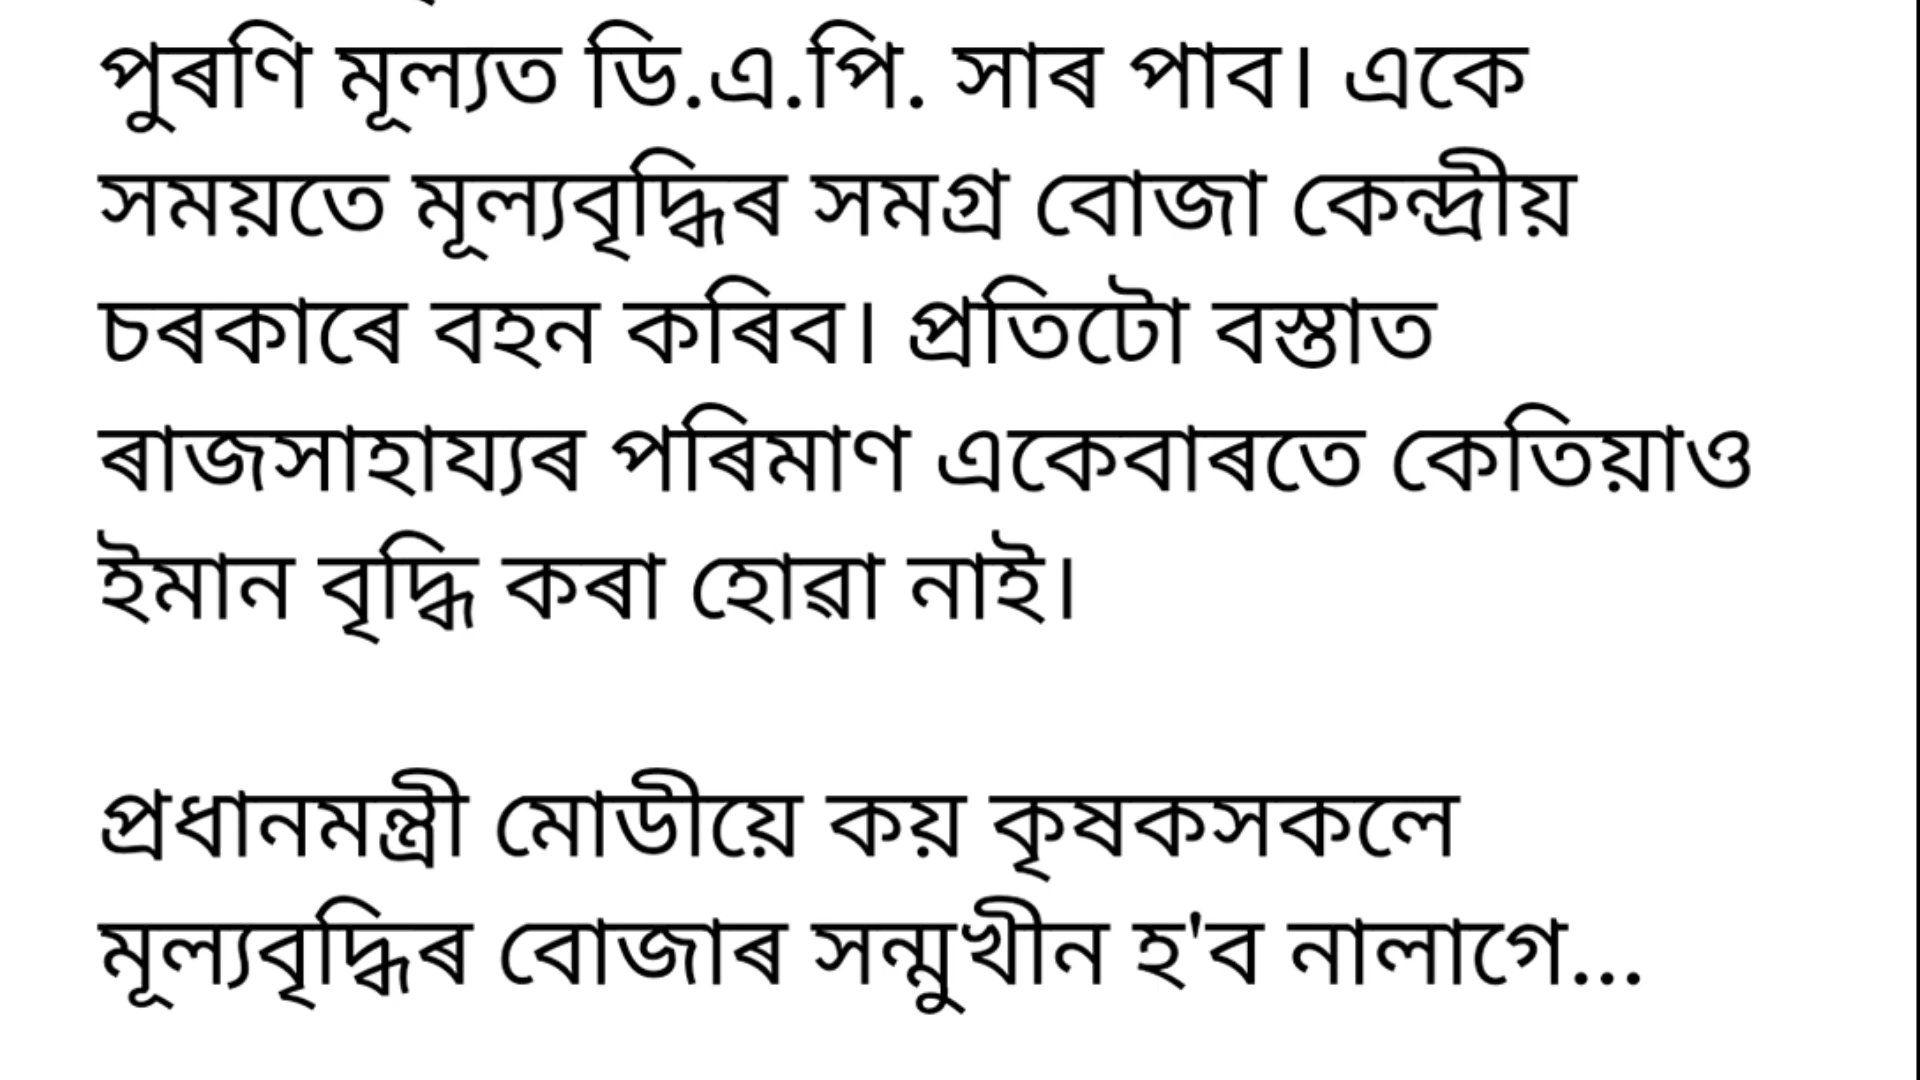 পুৰণি মূল্যত ডি.এ.পি. সাৰ পাব। একে
সময়তে মূল্যবৃদ্ধিৰ সমগ্ৰ বোজা কেন্দ্ৰীয়
চৰকাৰে বহন কৰিব। প্ৰতিটো বস্তাত
ৰাজসাহায্যৰ পৰিমাণ একেবাৰতে কেতিয়াও
ইমান বৃদ্ধি কৰা হোৱা নাই।
প্ৰধানমন্ত্ৰী মোডীয়ে কয় কৃষকসকলে
মূল্যবৃদ্ধিৰ বোজাৰ সন্মুখীন হ'ব নালাগে...